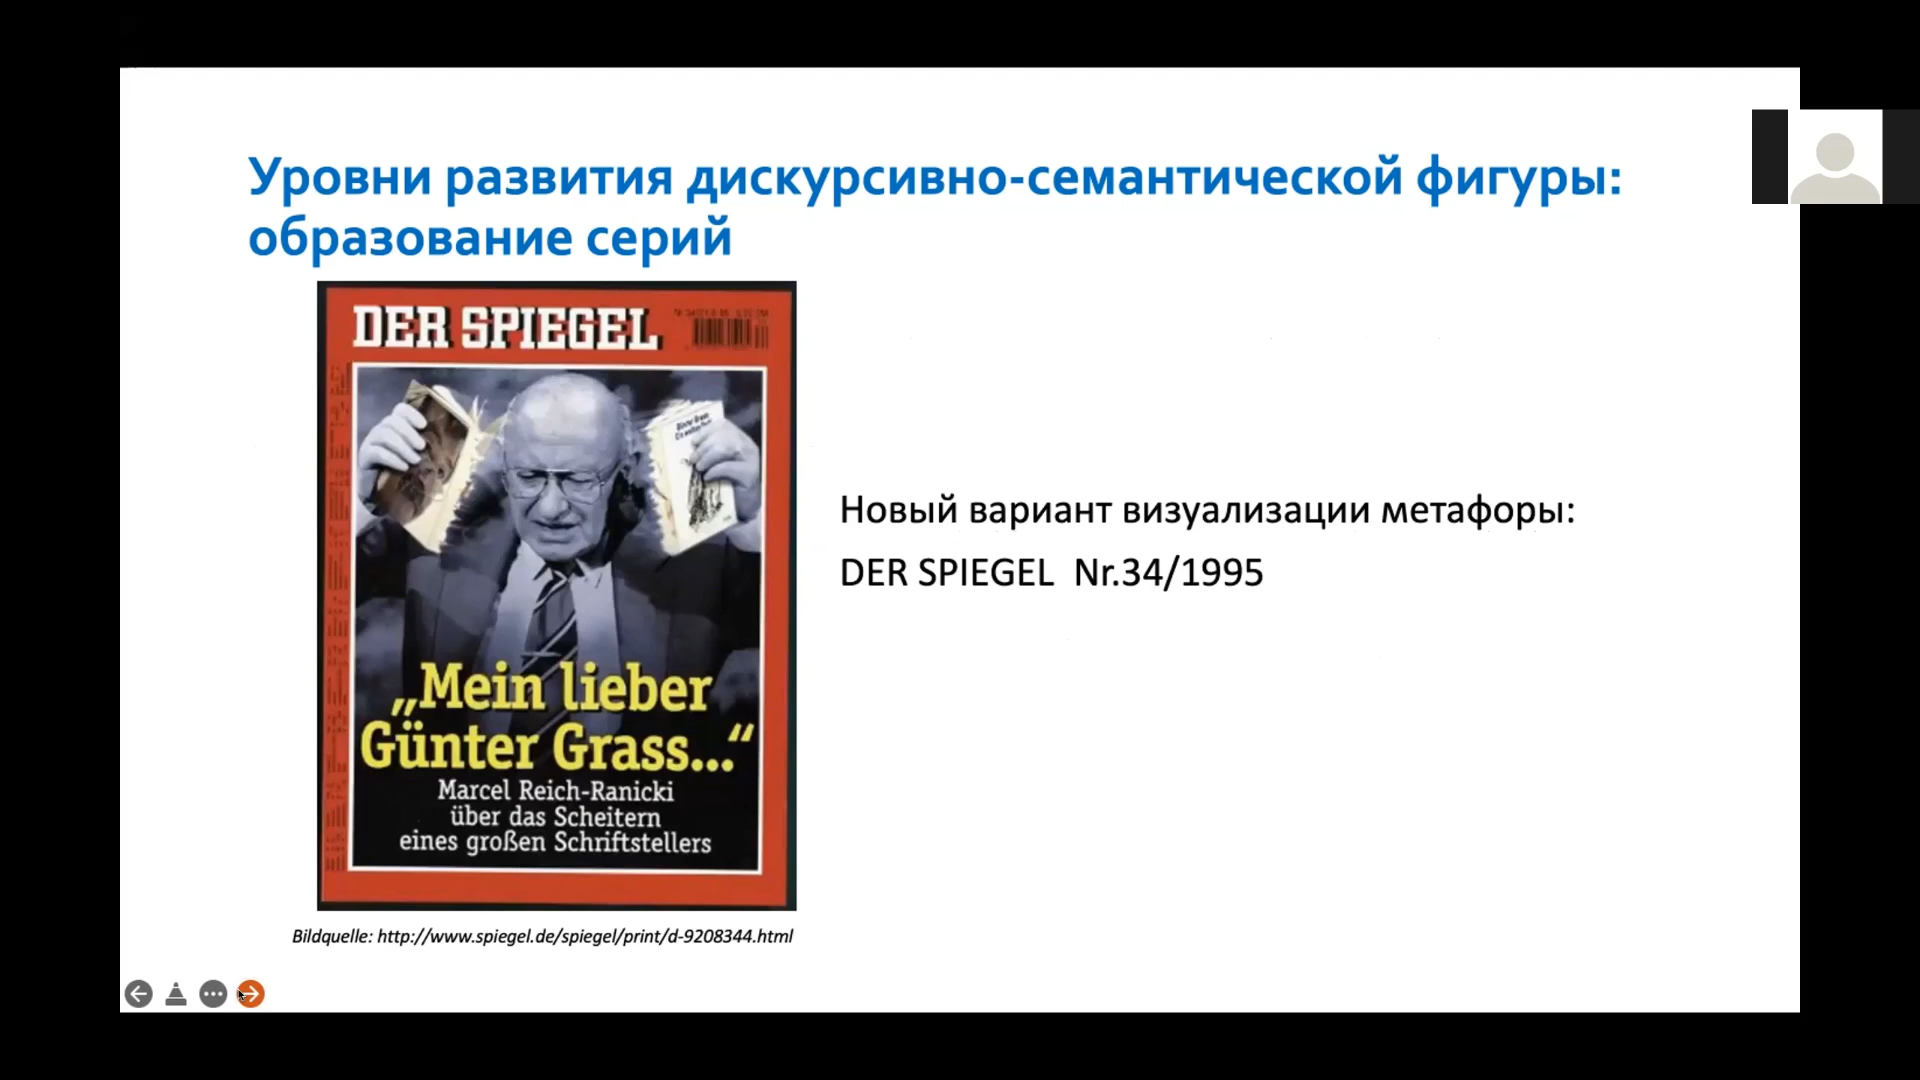 Уровни развития дискурсивно-семантической фигуры:
образование серий
DER SPIEGEL
„Mein lieber
Günter Grass..."
Marcel Reich-Ranicki
über das Scheitern
eines großen Schriftstellers
Новый вариант визуализации метафоры:
DER SPIEGEL Nr.34/1995
Bildquelle: http://www.spiegel.de/spiegel/print/d-9208344.html